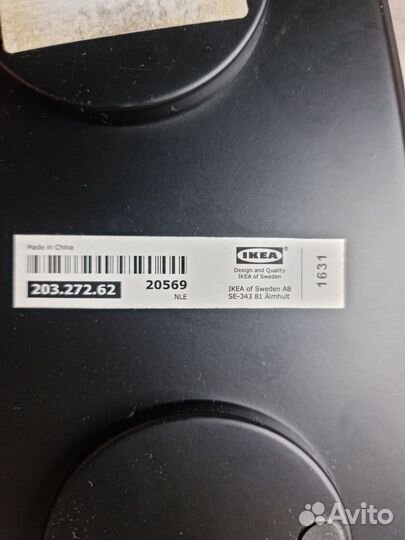 Made in China
203.272.62
20569
NLE
IKEA
Design and Quality
IKEA of Sweden
IKEA of Sweden AB
SE-343 81 Älmhult
1631
Avito